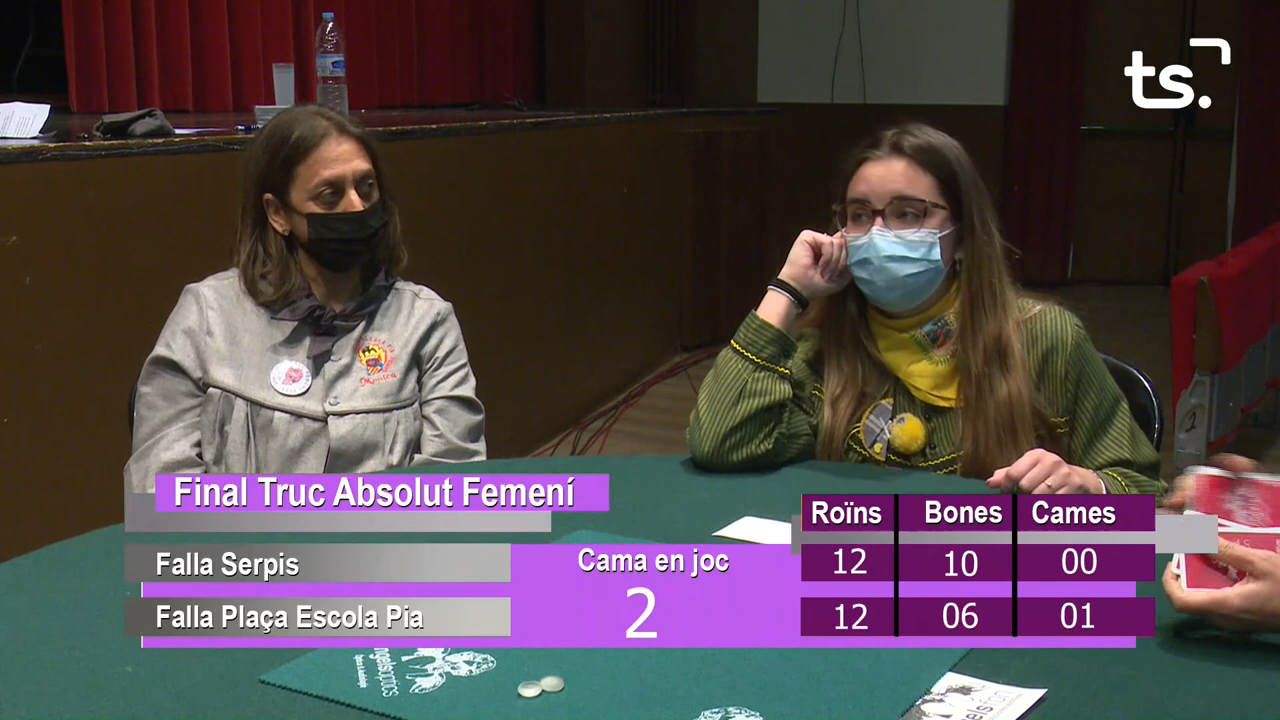 ts.
Final Truc Absolut Femení
Roïns Bones Cames
Falla Serpis 12 10 00
Cama en joc
2
Falla Plaça Escola Pia 12 06 01